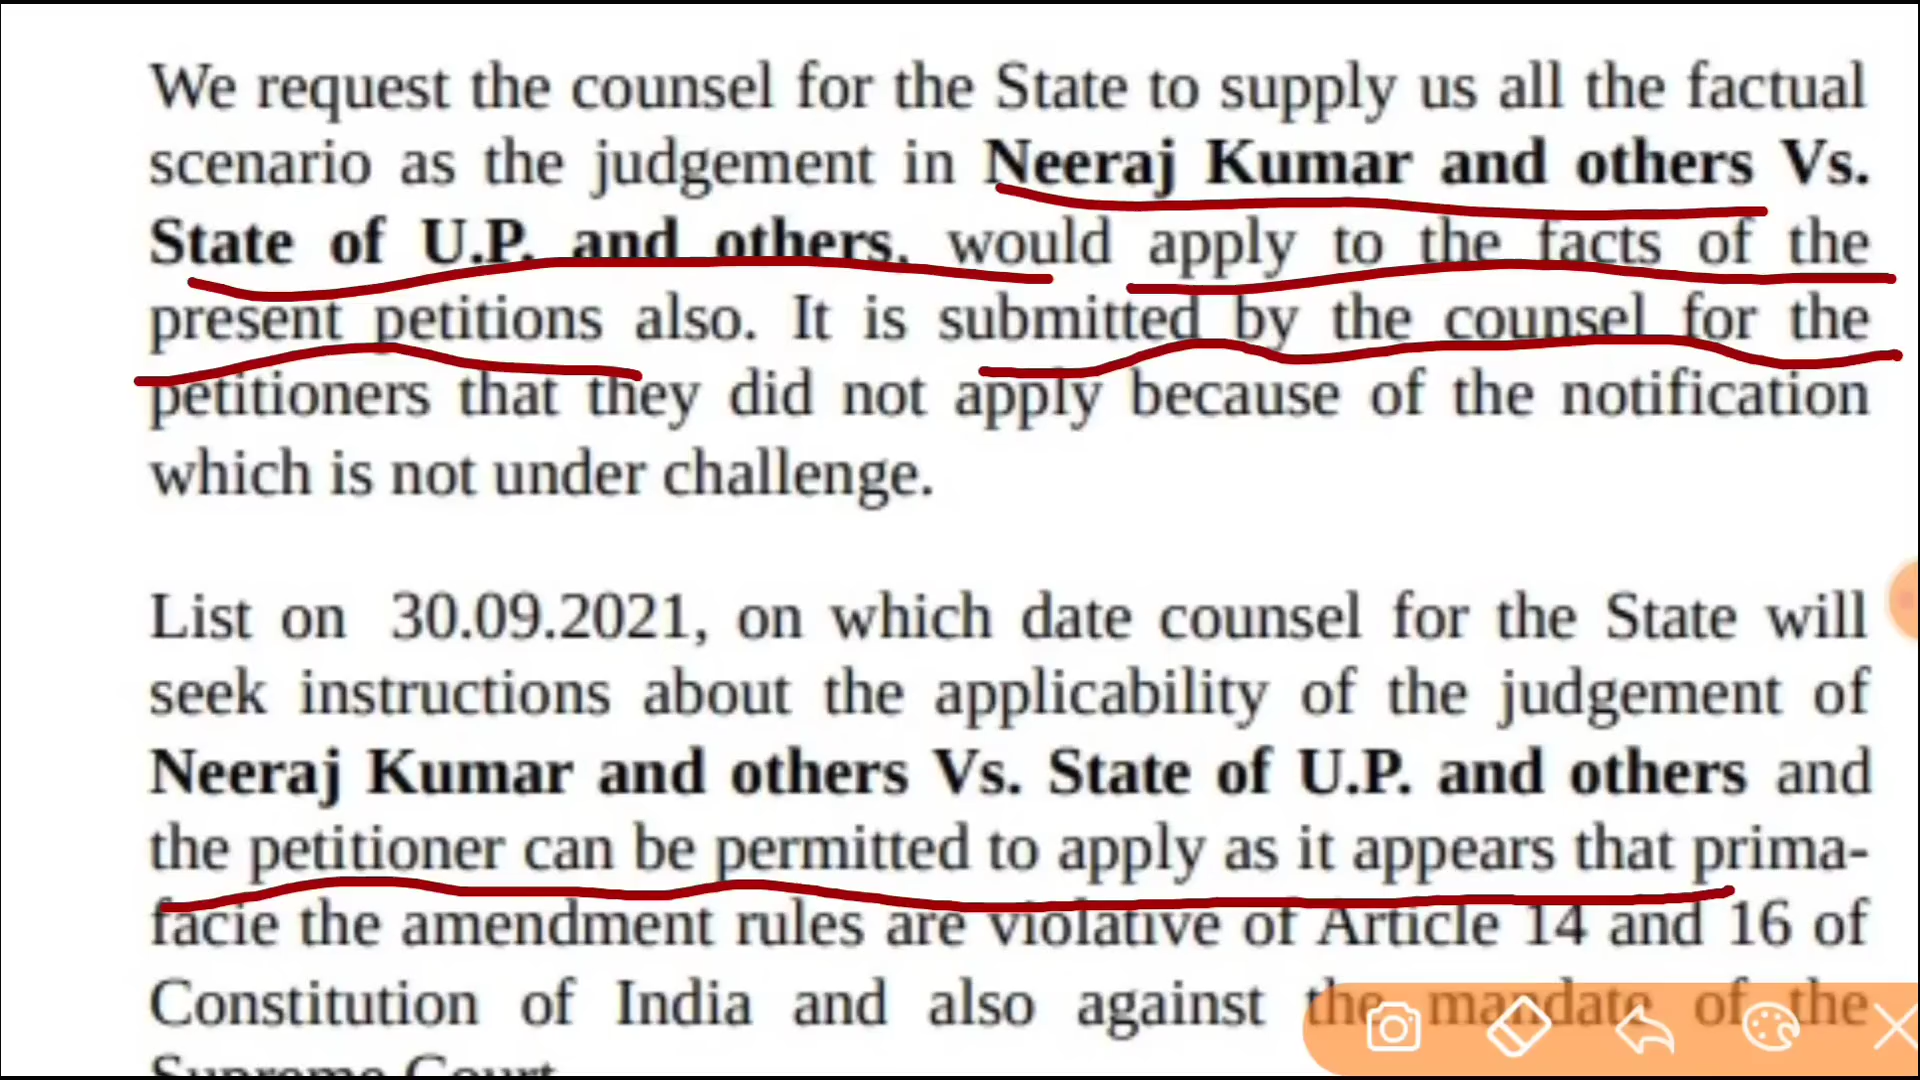 We request the counsel for the State to supply us all the factual
scenario as the judgement in Neeraj Kumar and others Vs.
State of U.P. and others, would apply to the facts of the
present petitions also. It is submitted by the counsel for the
petitioners that they did not apply because of the notification
which is not under challenge.
List on 30.09.2021, on which date counsel for the State will
seek instructions about the applicability of the judgement of
Neeraj Kumar and others Vs. State of U.P. and others and
the petitioner can be permitted to apply as it appears that prima-
facie the amendment rules are violative of Article 14 and 16 of
Constitution of India and also against the mandate of the
Supreme Court